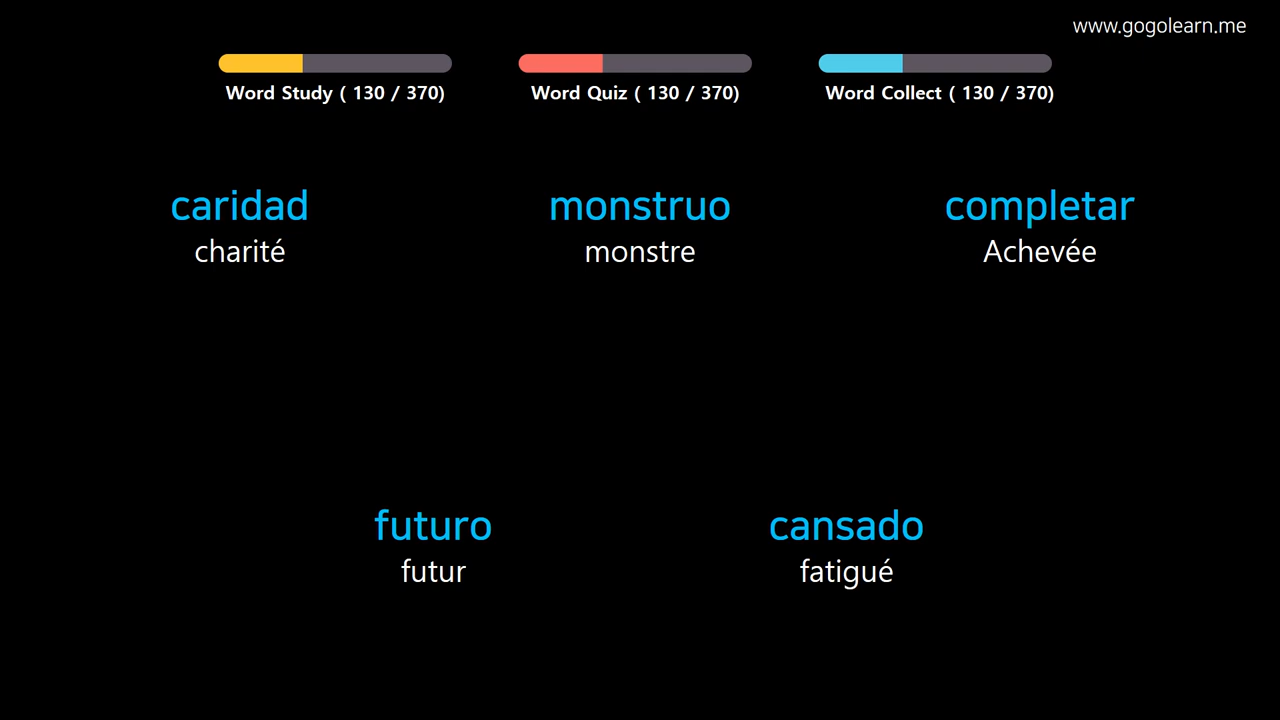 www.gogolearn.me
Word Study ( 130 / 370)
Word Quiz ( 130 / 370)
Word Collect ( 130 / 370)
caridad
charité
monstruo
monstre
completar
Achevée
futuro
futur
cansado
fatigué